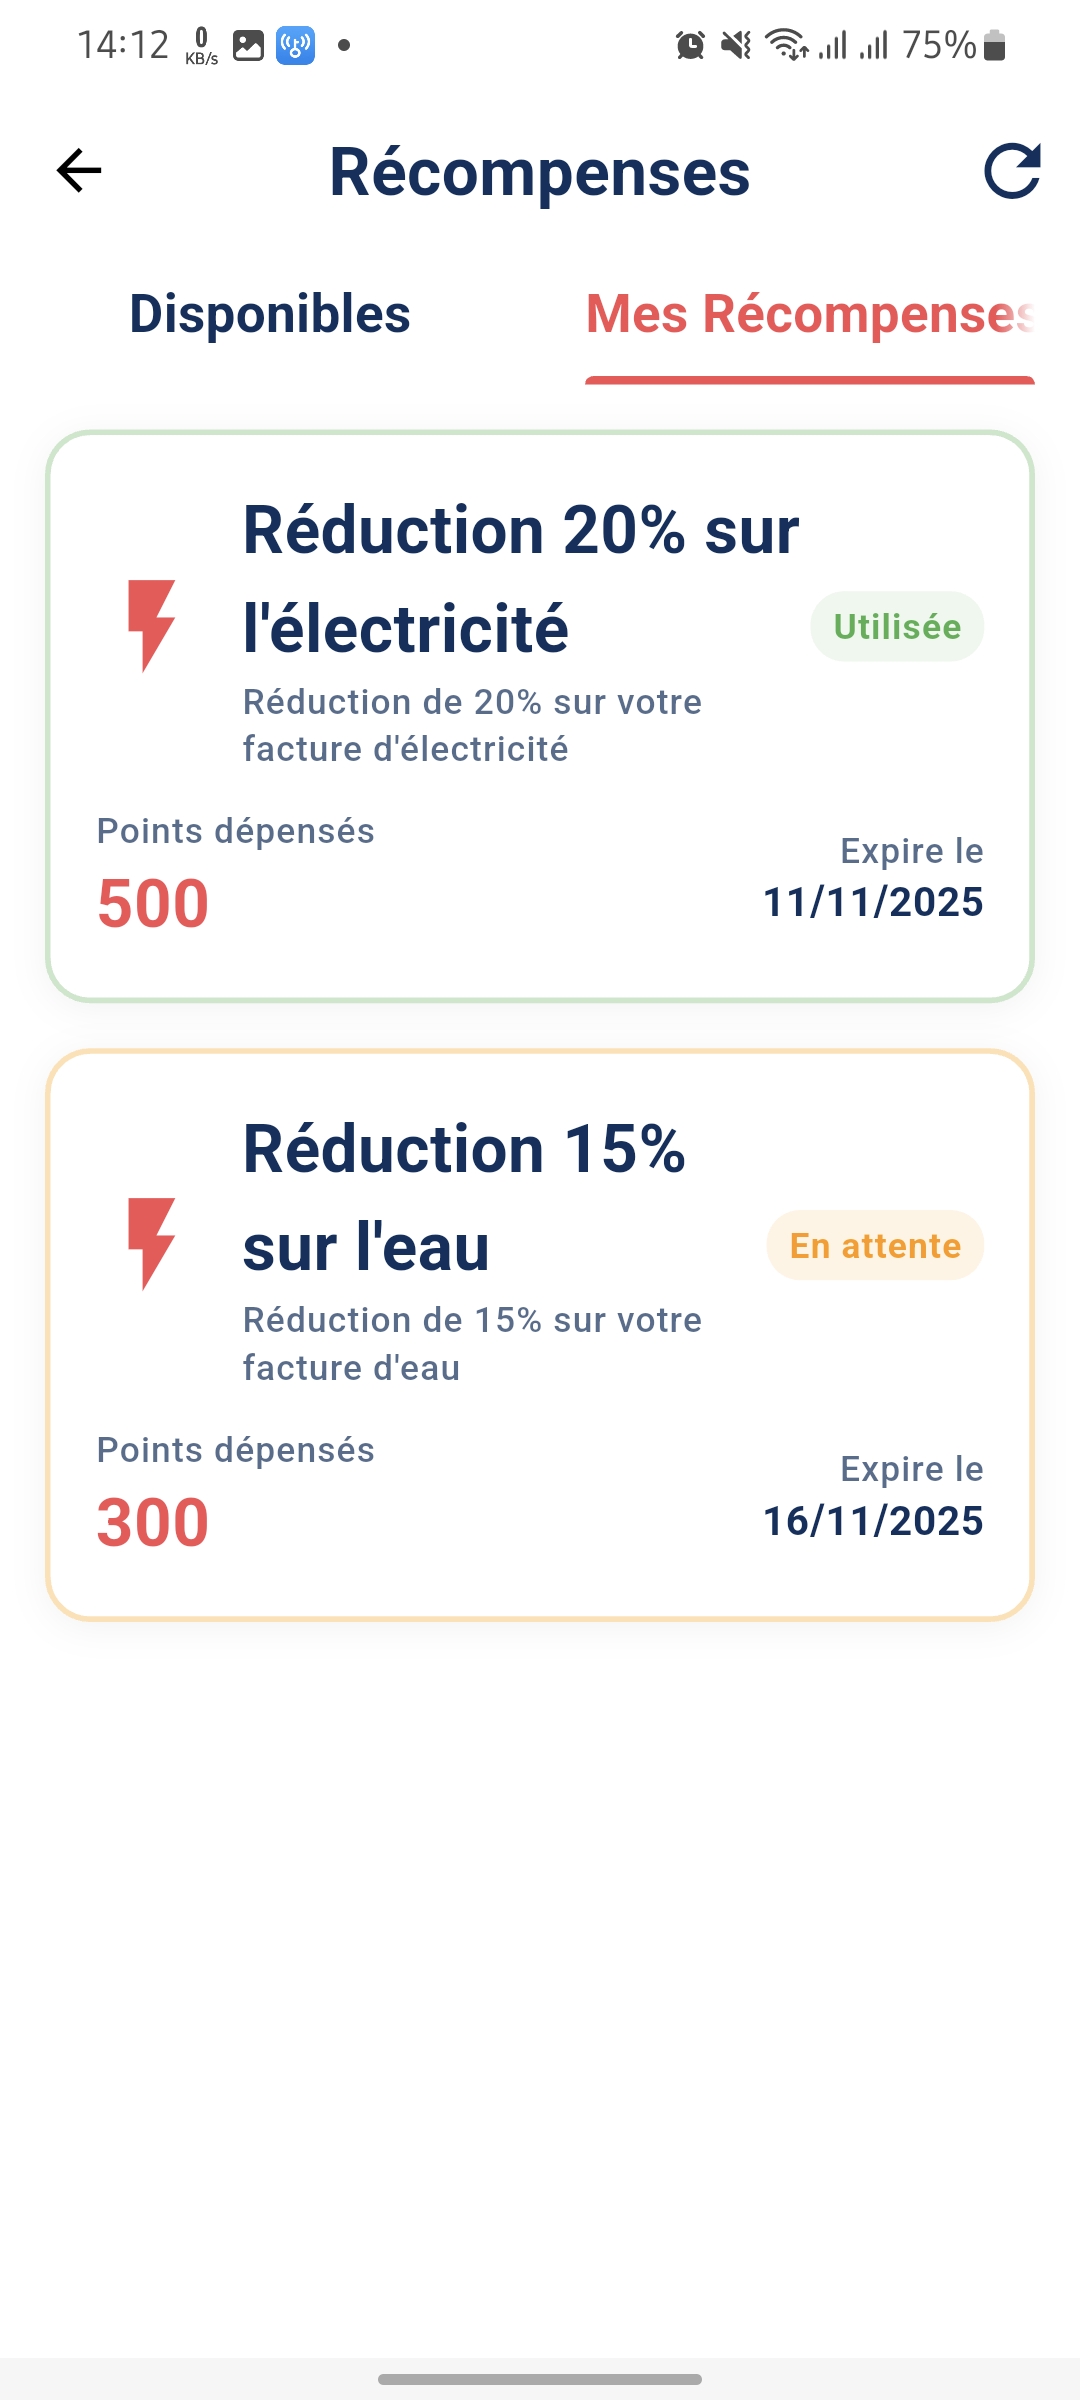 14:12 0 KB/s 75%
Récompenses
Disponibles Mes Récompenses
Réduction 20% sur
l'électricité
Utilisée
Réduction de 20% sur votre
facture d'électricité
Points dépensés
500
Expire le
11/11/2025
Réduction 15%
sur l'eau
En attente
Réduction de 15% sur votre
facture d'eau
Points dépensés
300
Expire le
16/11/2025